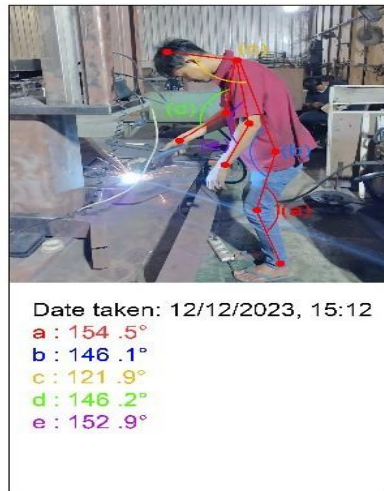 (c)
(d)
(b)
(a)
Date taken: 12/12/2023, 15:12
a : 154 .5°
b : 146 .1°
c : 121 .9°
d : 146 .2°
e : 152 .9°